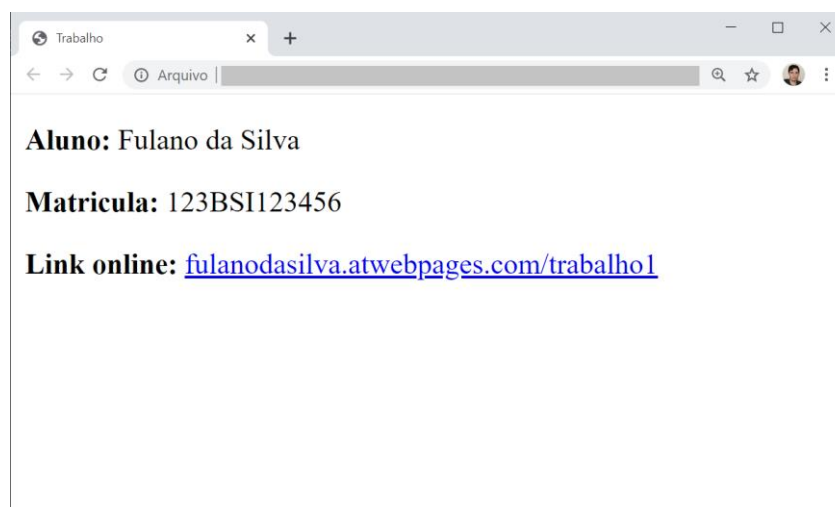 Trabalho
Arquivo
Aluno: Fulano da Silva
Matricula: 123BSI123456
Link online: fulanodasilva.atwebpages.com/trabalho1